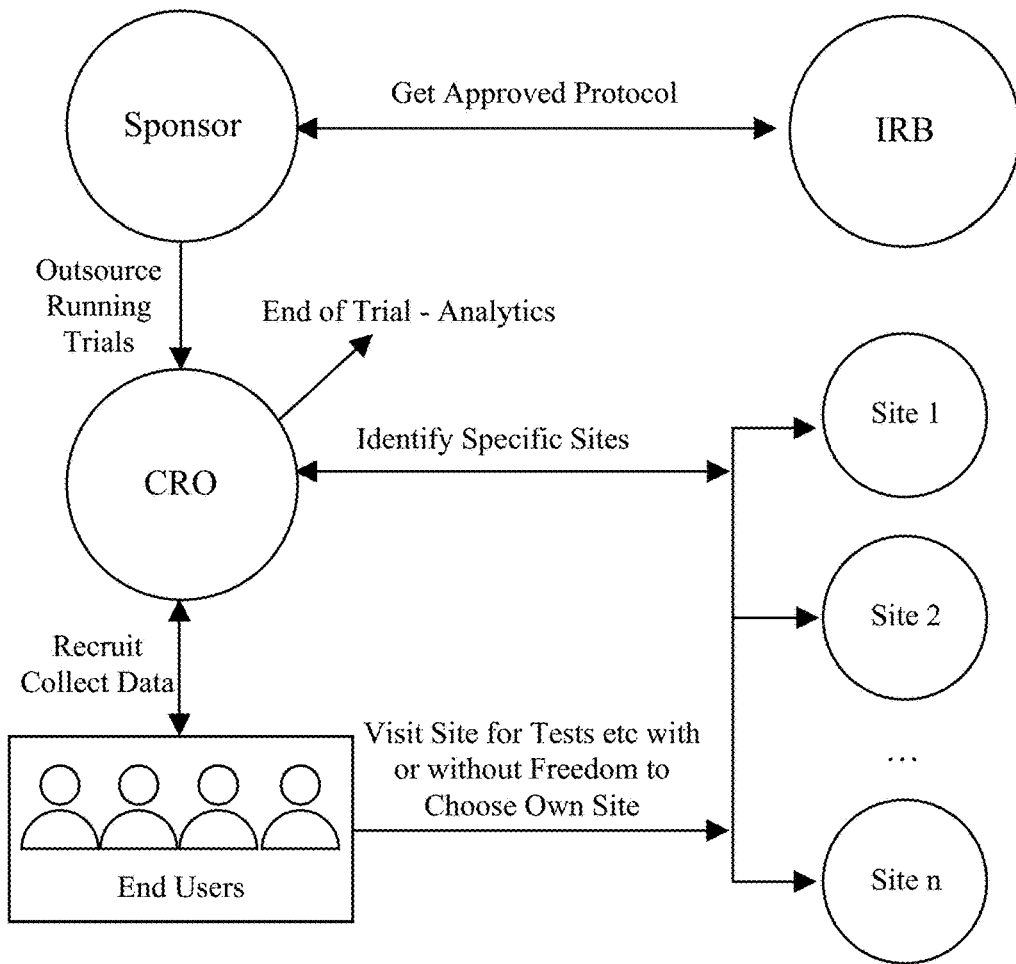 Sponsor
Get Approved Protocol
IRB
Outsource
Running
Trials
End of Trial - Analytics
CRO
Identify Specific Sites
Site 1
Site 2
...
Site n
Recruit
Collect Data
Visit Site for Tests etc with
or without Freedom to
Choose Own Site
End Users